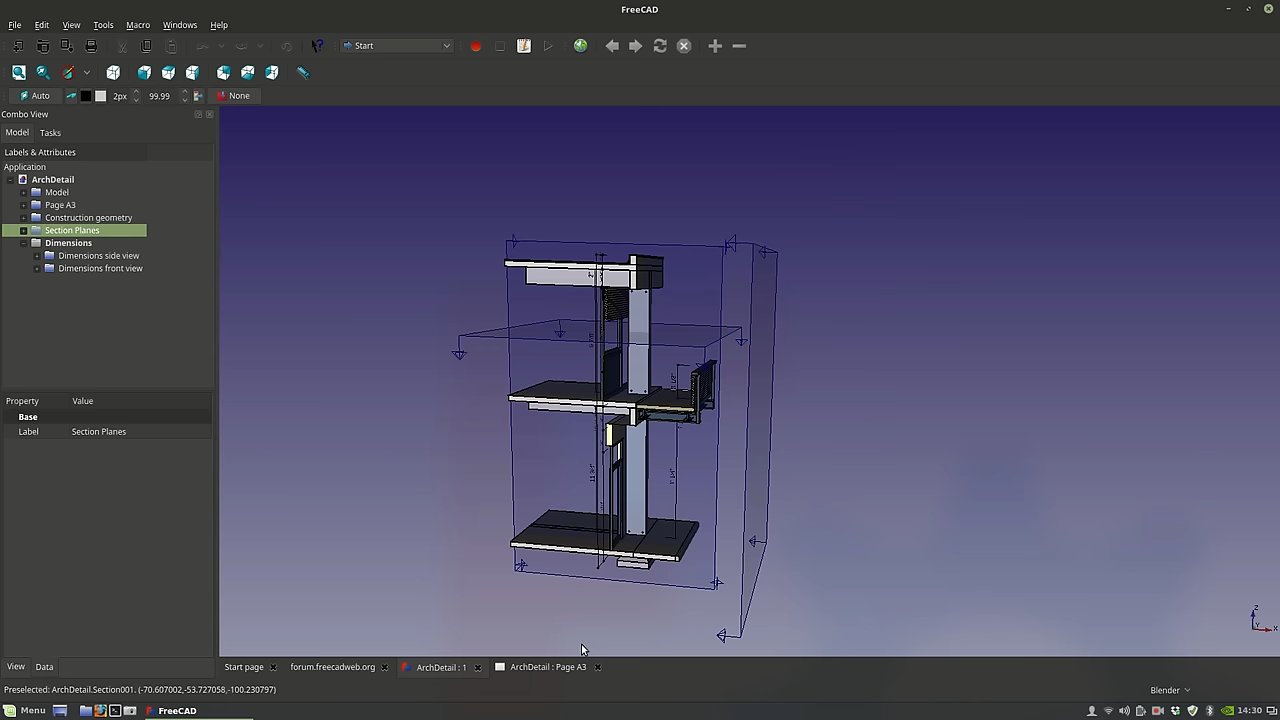 FreeCAD
File Edit View Tools Macro Windows Help
Start
Auto 2px 99.99 None
Combo View
Model Tasks
Labels & Attributes
Application
ArchDetail
Model
Page A3
Construction geometry
Section Planes
Dimensions
Dimensions side view
Dimensions front view
Property Value
Base
Label Section Planes
Z
Y X
View Data
Start page forum.freecadweb.org ArchDetail : 1 ArchDetail : Page A3
Preselected: ArchDetail.Section001. (-70.607002,-53.727058,-100.230797)
Blender
Menu FreeCAD 14:30